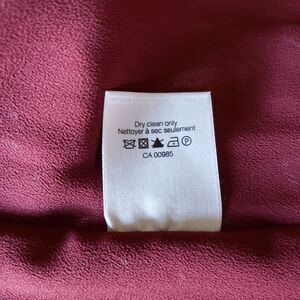 Dry clean only
Nettoyer à sec seulement
P
CA 00985